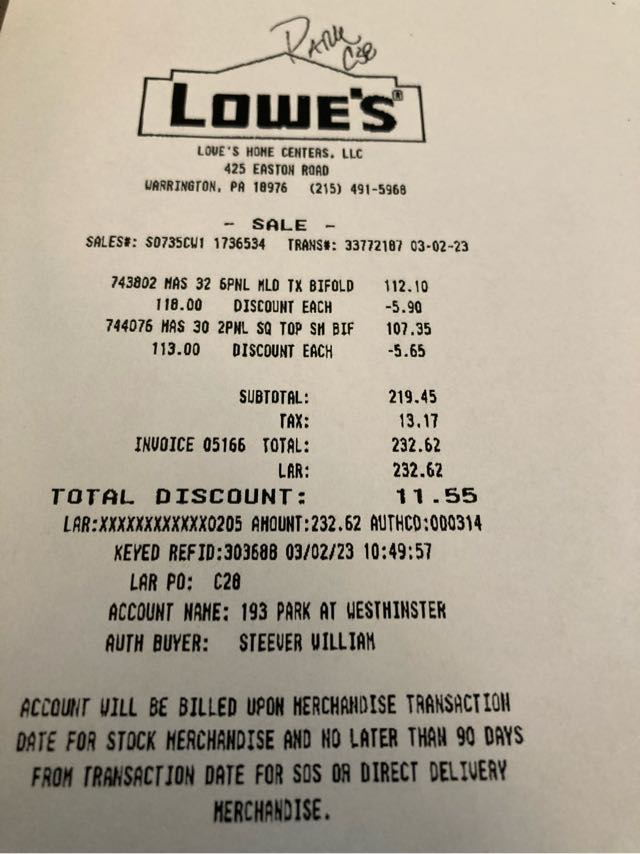 PARK
C28
LOWE'S®
LOWE'S HOME CENTERS, LLC
425 EASTON ROAD
WARRINGTON, PA 18976 (215) 491-5968
- SALE -
SALES#: S0735CW1 1736534 TRANS#: 33772187 03-02-23
743802 MAS 32 6PNL MLD TX BIFOLD 112.10
118.00 DISCOUNT EACH -5.90
744076 MAS 30 2PNL SQ TOP SM BIF 107.35
113.00 DISCOUNT EACH -5.65
SUBTOTAL: 219.45
TAX: 13.17
INVOICE 05166 TOTAL: 232.62
LAR: 232.62
TOTAL DISCOUNT: 11.55
LAR:XXXXXXXXXXXX0205 AMOUNT:232.62 AUTHCD:000314
KEYED REFID:303688 03/02/23 10:49:57
LAR PO: C28
ACCOUNT NAME: 193 PARK AT WESTMINSTER
AUTH BUYER: STEEVER WILLIAM
ACCOUNT WILL BE BILLED UPON MERCHANDISE TRANSACTION
DATE FOR STOCK MERCHANDISE AND NO LATER THAN 90 DAYS
FROM TRANSACTION DATE FOR SOS OR DIRECT DELIVERY
MERCHANDISE.